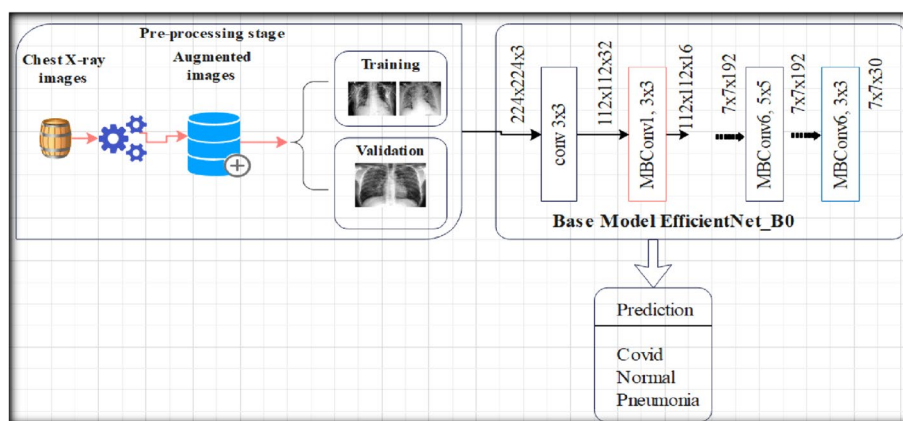 Pre-processing stage
Chest X-ray
images
Augmented
images
Training
Validation
224x224x3
conv 3x3
112x112x32
MBConv1, 3x3
112x112x16
7x7x192
MBConv6, 5x5
7x7x192
MBConv6, 3x3
7x7x30
Base Model EfficientNet_B0
Prediction
Covid
Normal
Pneumonia